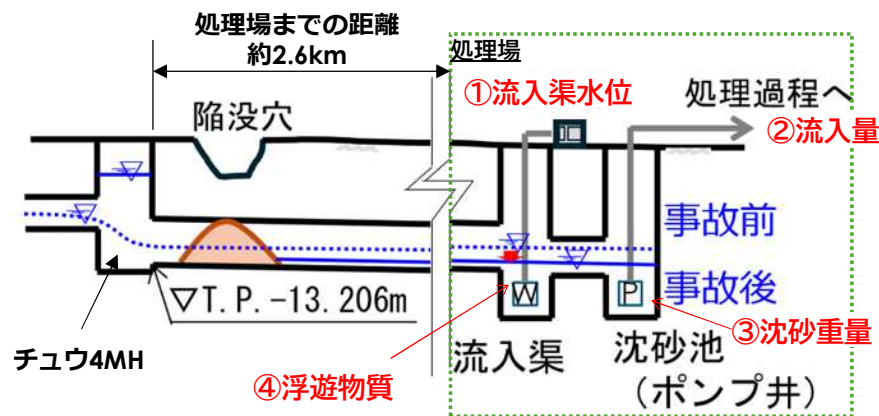 処理場までの距離
約2.6km
処理場
①流入渠水位
処理過程へ
②流入量
陥没穴
事故前
事故後
W
P
▽T.P.-13.206m
③沈砂重量
チュウ4MH
流入渠
沈砂池
(ポンプ井)
④浮遊物質